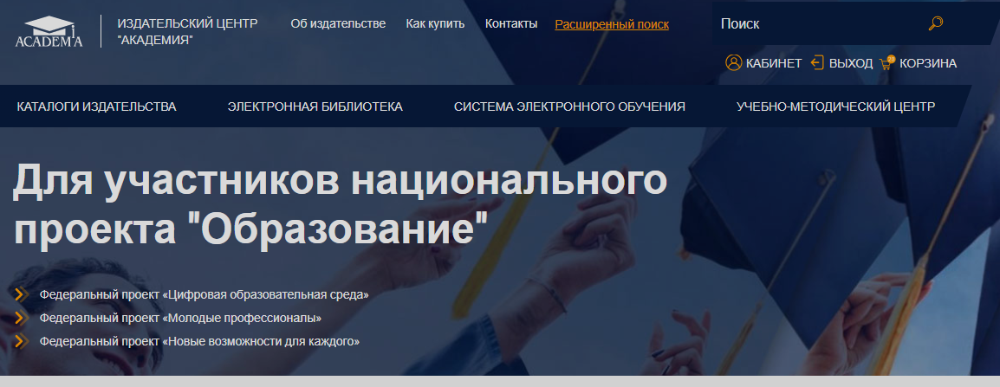 ACADEMIA
ИЗДАТЕЛЬСКИЙ ЦЕНТР
"АКАДЕМИЯ"
Об издательстве
Как купить
Контакты
Расширенный поиск
Поиск
КАБИНЕТ
ВЫХОД
20
КОРЗИНА
КАТАЛОГИ ИЗДАТЕЛЬСТВА
ЭЛЕКТРОННАЯ БИБЛИОТЕКА
СИСТЕМА ЭЛЕКТРОННОГО ОБУЧЕНИЯ
УЧЕБНО-МЕТОДИЧЕСКИЙ ЦЕНТР
Для участников национального
проекта "Образование"
Федеральный проект «Цифровая образовательная среда»
Федеральный проект «Молодые профессионалы»
Федеральный проект «Новые возможности для каждого»